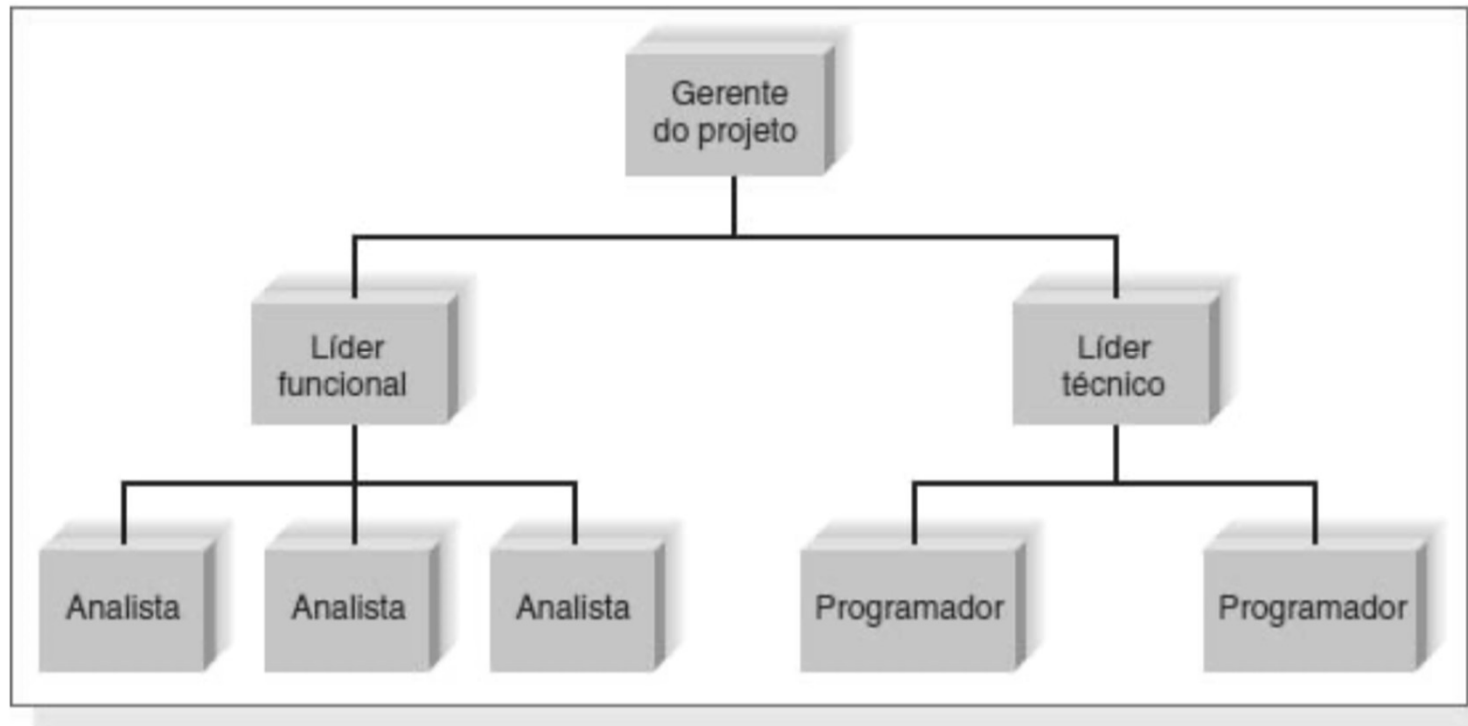 Gerente
do projeto
Líder
funcional
Líder
técnico
Analista
Analista
Analista
Programador
Programador